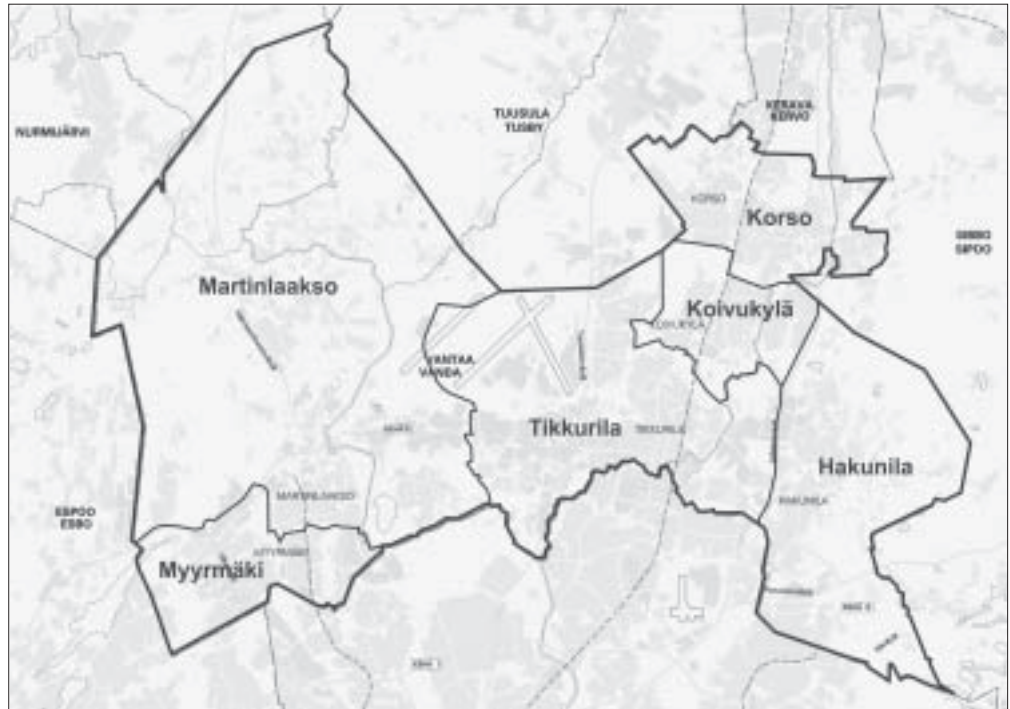 NURMIJÄRVI
TUUSULA
TUSBY
KERAVA
KERVO
KORSO
Korso
SIBBO
SIPOO
Martinlaakso
Koivukylä
KOIVUKYLÄ
VANTAA
VANDA
Tikkurila
TIKKURILA
Hakunila
HAKUNILA
MARTINLAAKSO
ESPOO
ESBO
Myyrmäki
MYYRMÄKI